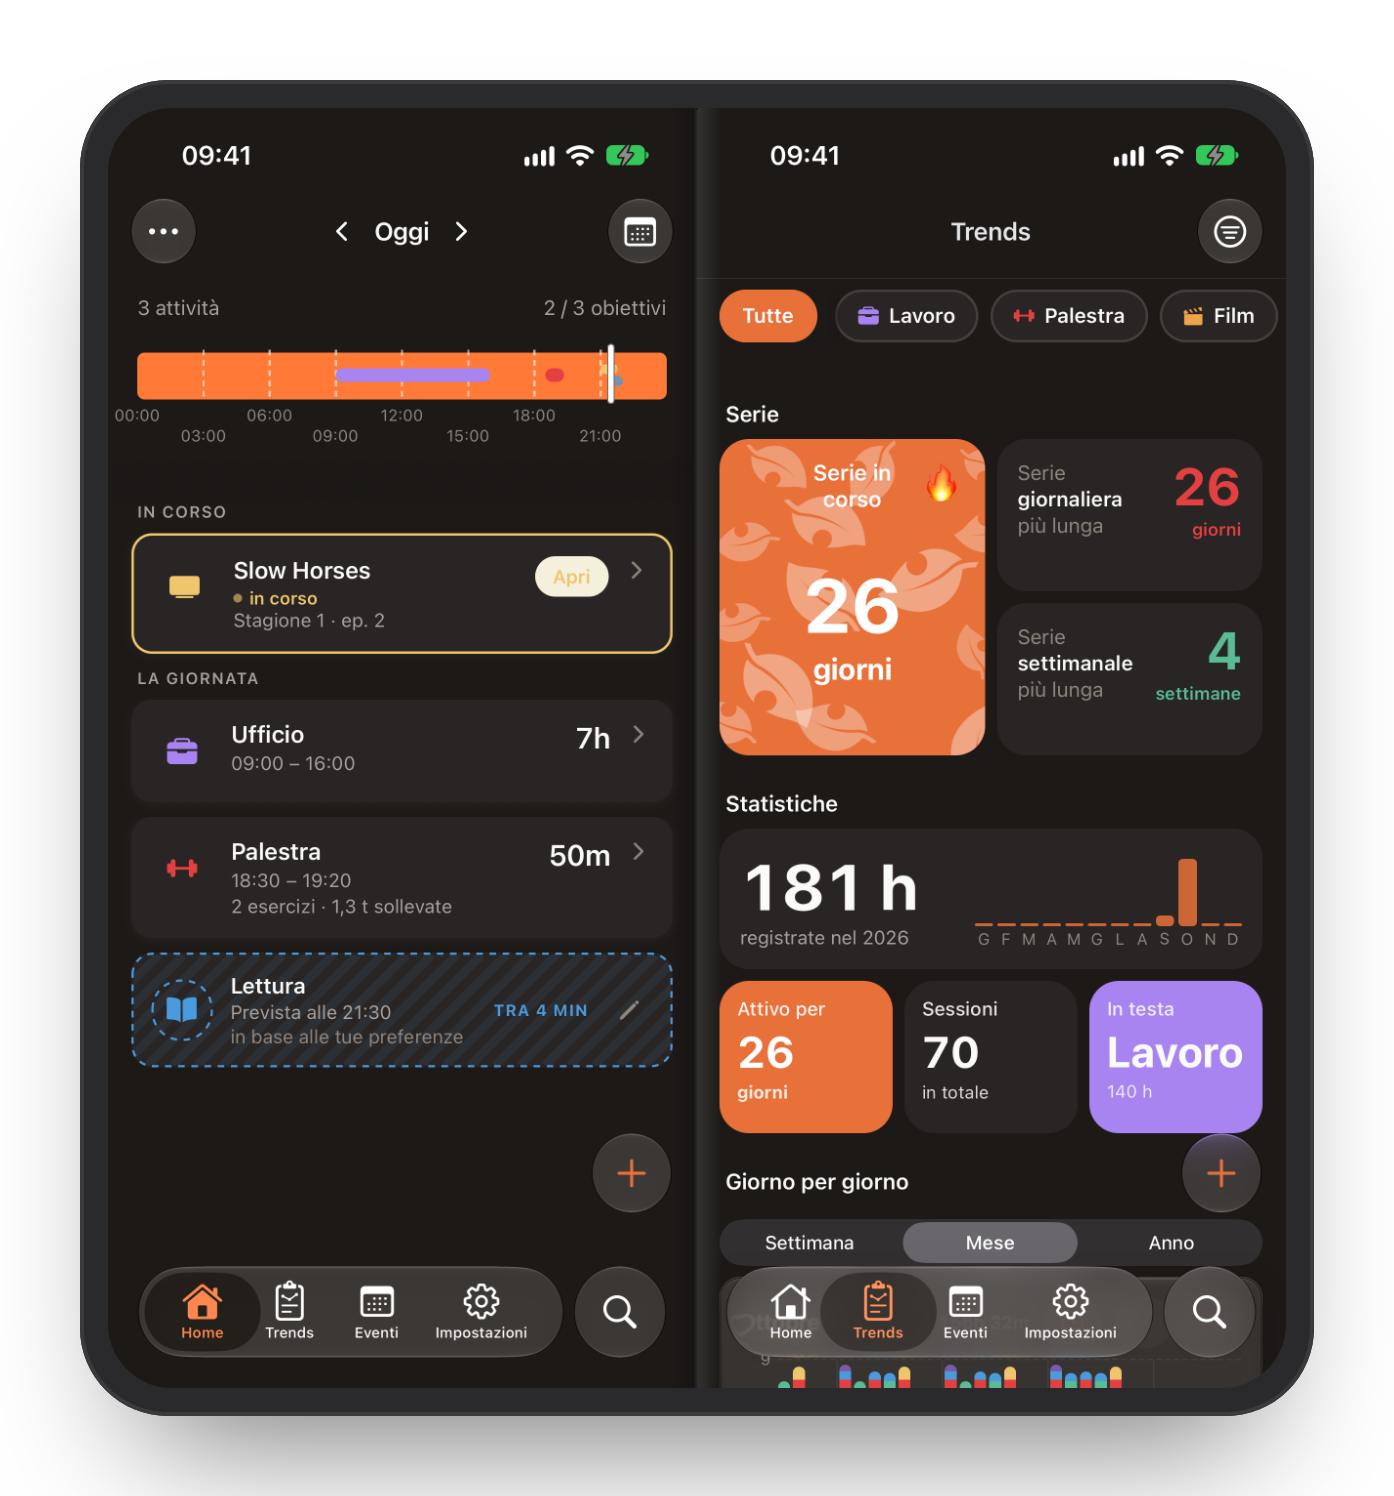 09:41
Oggi
3 attività
2 / 3 obiettivi
00:00
06:00
12:00
18:00
03:00
09:00
15:00
21:00
IN CORSO
Slow Horses
in corso
Stagione 1 · ep. 2
Apri
LA GIORNATA
Ufficio
09:00 – 16:00
7h
Palestra
18:30 – 19:20
2 esercizi · 1,3 t sollevate
50m
Lettura
Prevista alle 21:30
in base alle tue preferenze
TRA 4 MIN
Home
Trends
Eventi
Impostazioni
09:41
Trends
Tutte
Lavoro
Palestra
Film
Serie
Serie in
corso
26
giorni
Serie
giornaliera
più lunga
26
giorni
Serie
settimanale
più lunga
4
settimane
Statistiche
181 h
registrate nel 2026
G F M A M G L A S O N D
Attivo per
26
giorni
Sessioni
70
in totale
In testa
Lavoro
140 h
Giorno per giorno
Settimana
Mese
Anno
Home
Trends
Eventi
Impostazioni
9